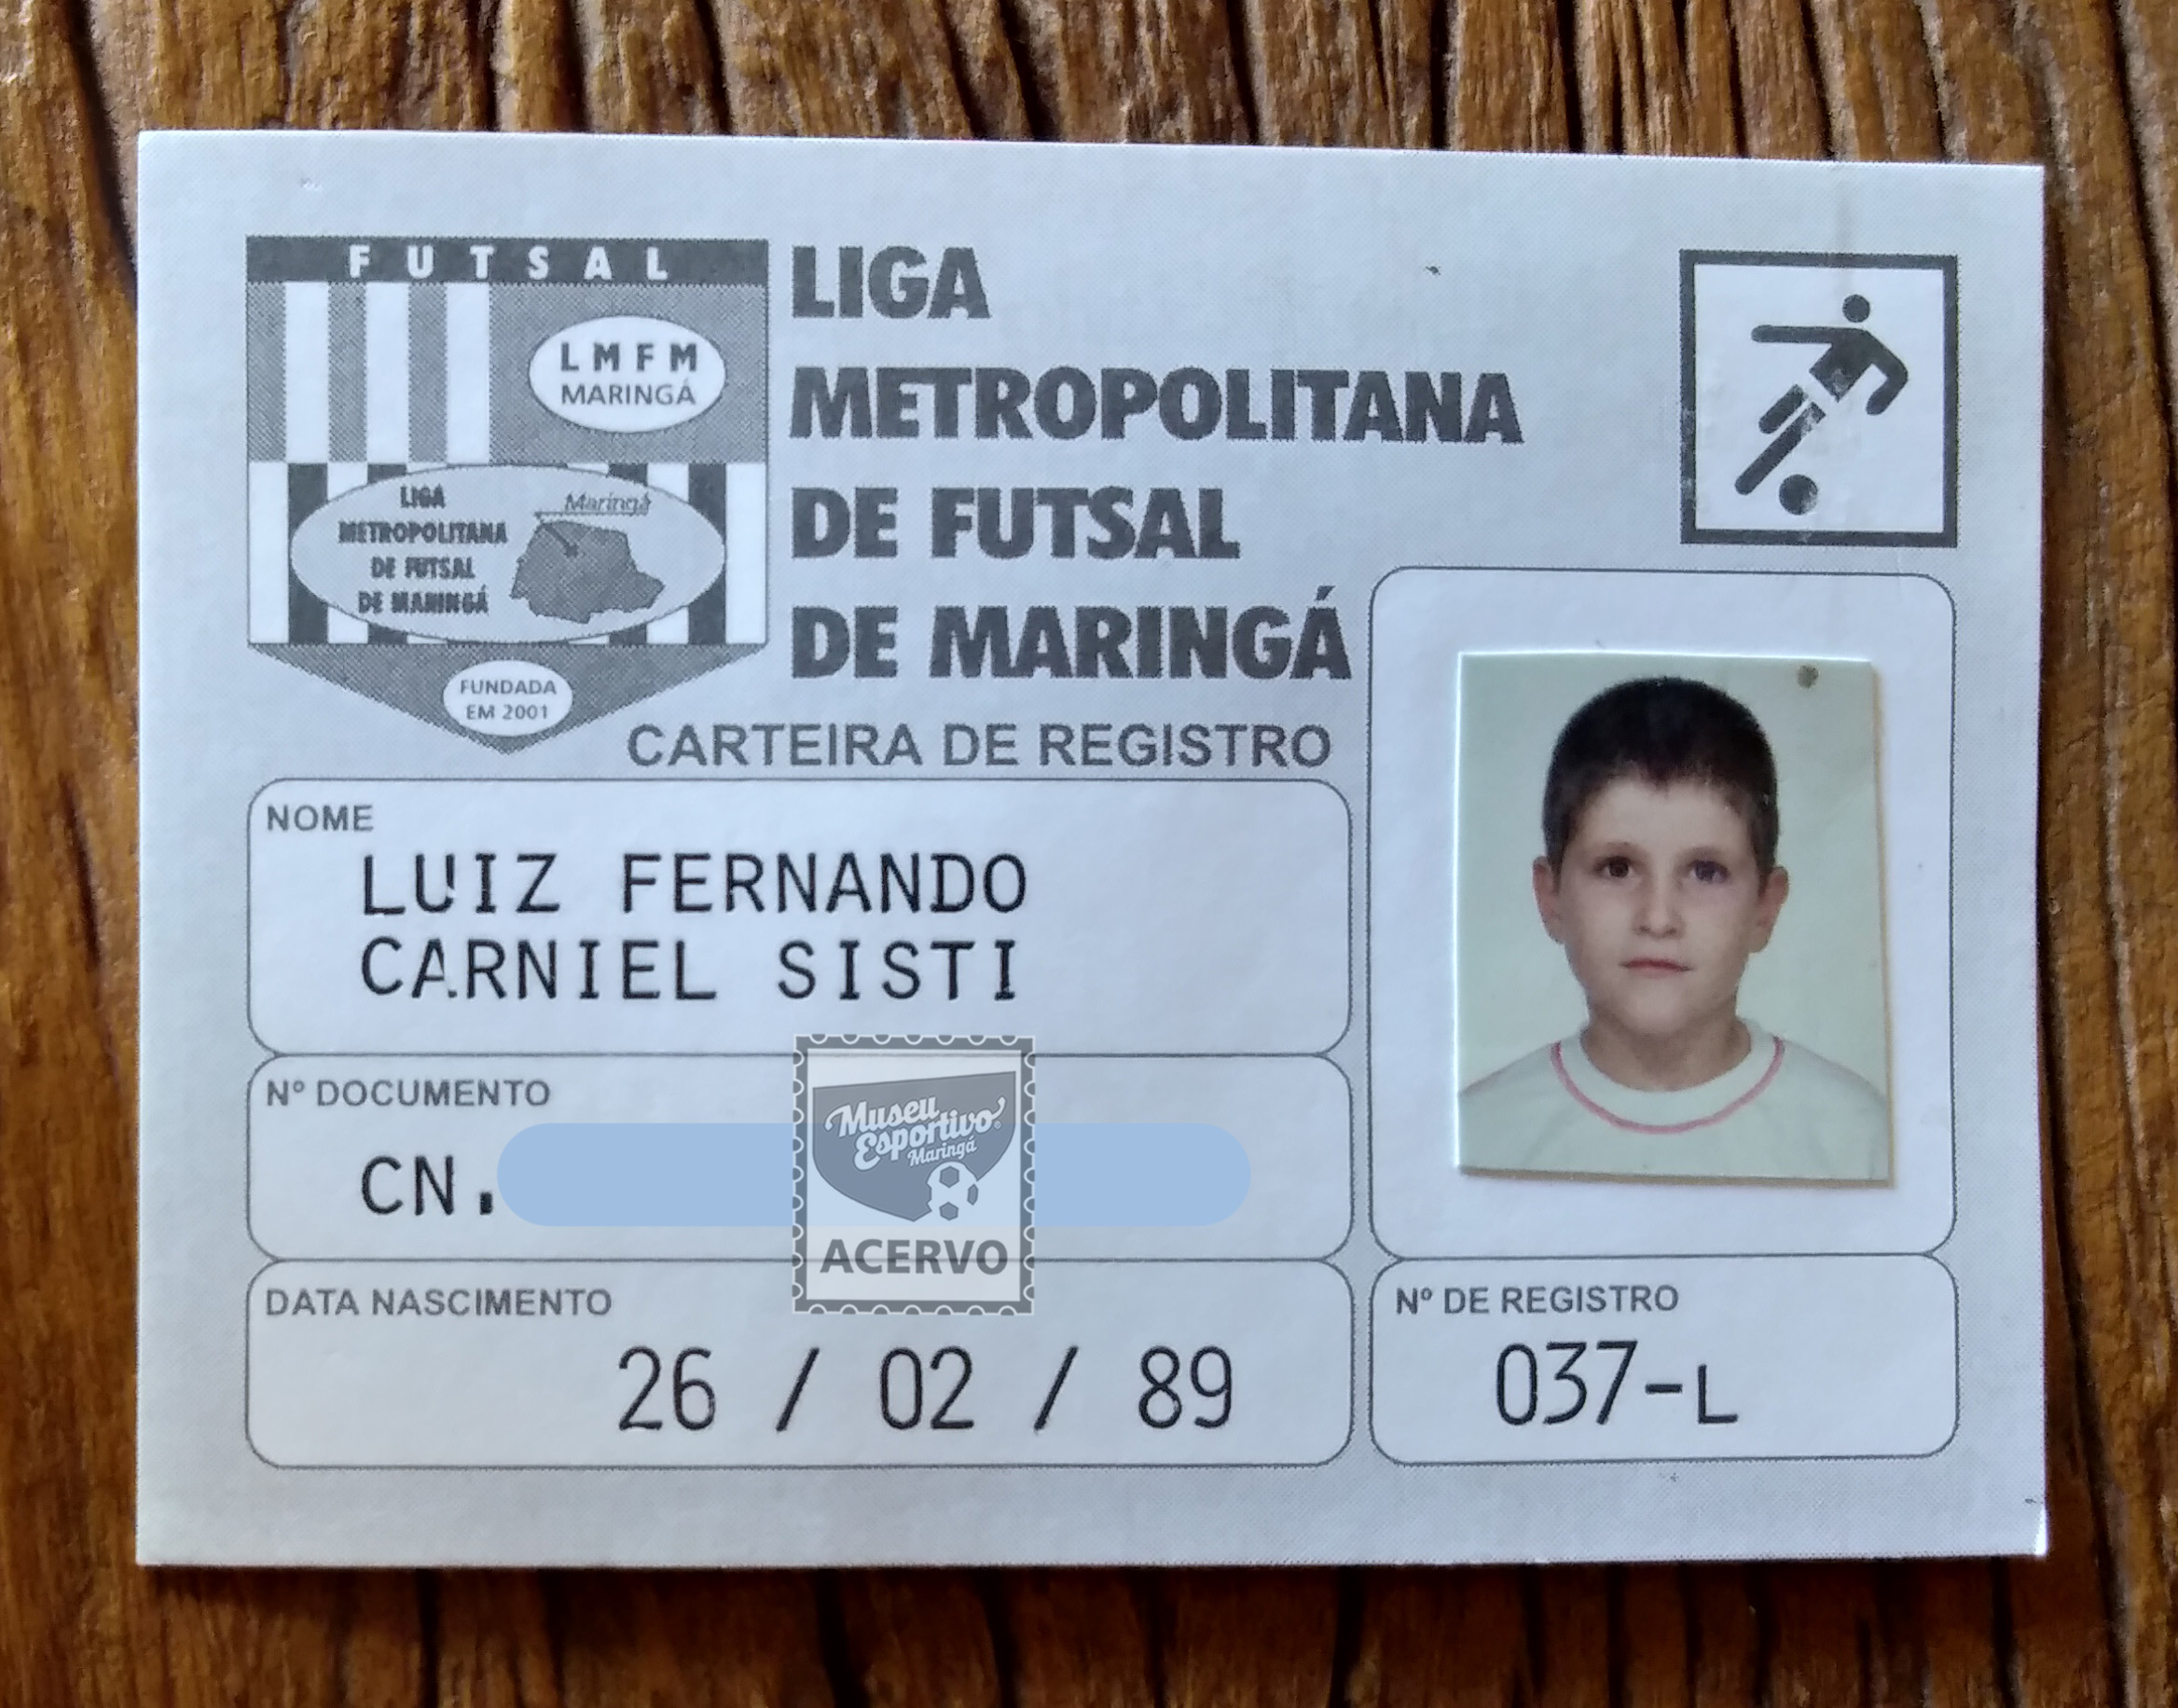 FUTSAL
LMFM
MARINGÁ
LIGA
METROPOLITANA
DE FUTSAL
DE MARINGÁ
Maringá
FUNDADA
EM 2001
LIGA
METROPOLITANA
DE FUTSAL
DE MARINGÁ
CARTEIRA DE REGISTRO
NOME
LUIZ FERNANDO
CARNIEL SISTI
Nº DOCUMENTO
CN.
Museu
Esportivo
Maringá
ACERVO
DATA NASCIMENTO
26 / 02 / 89
Nº DE REGISTRO
037-L